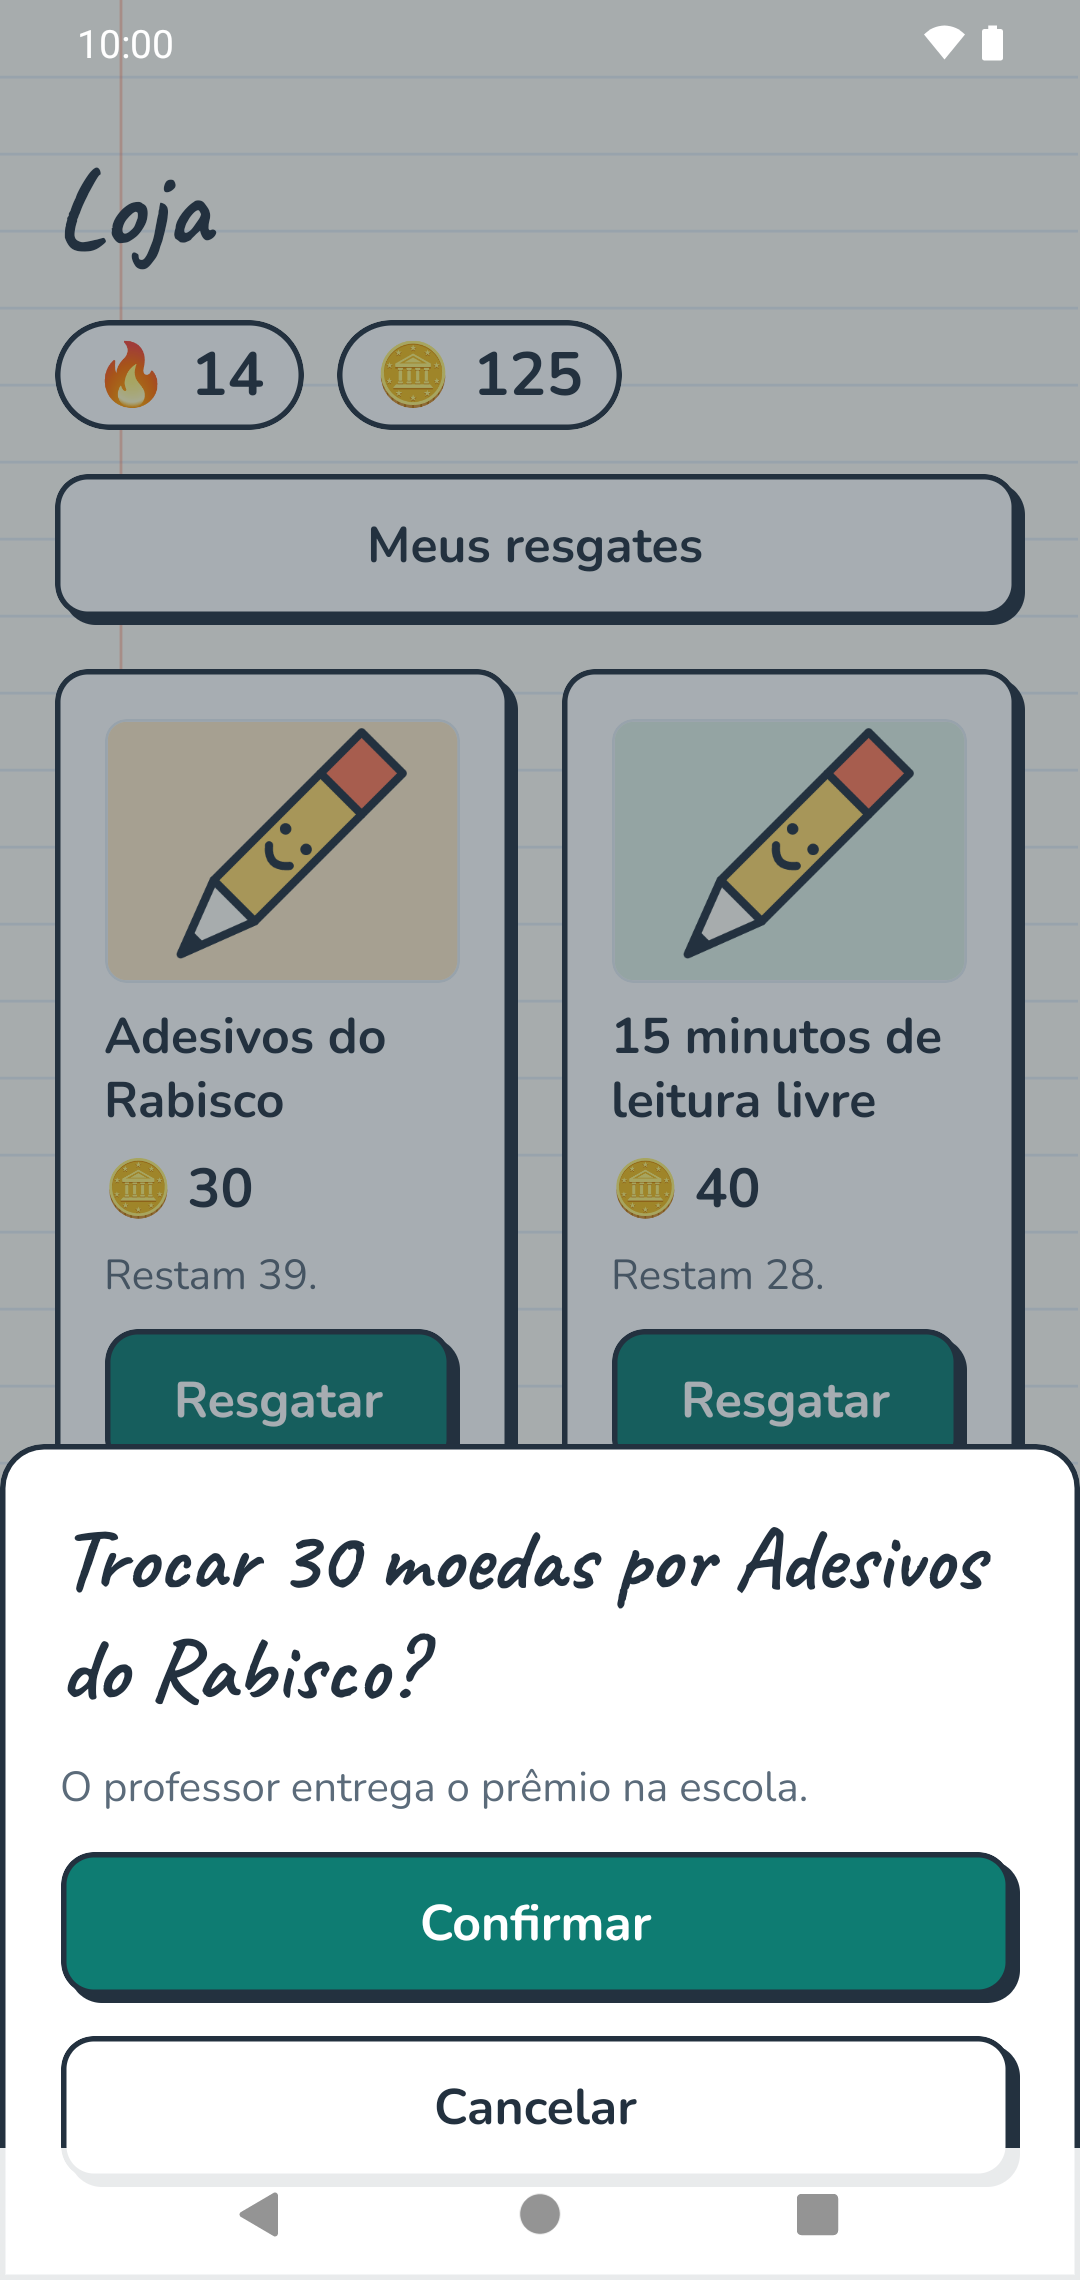 10:00
Loja
14
125
Meus resgates
Adesivos do
Rabisco
30
Restam 39.
Resgatar
15 minutos de
leitura livre
40
Restam 28.
Resgatar
Trocar 30 moedas por Adesivos
do Rabisco?
O professor entrega o prêmio na escola.
Confirmar
Cancelar